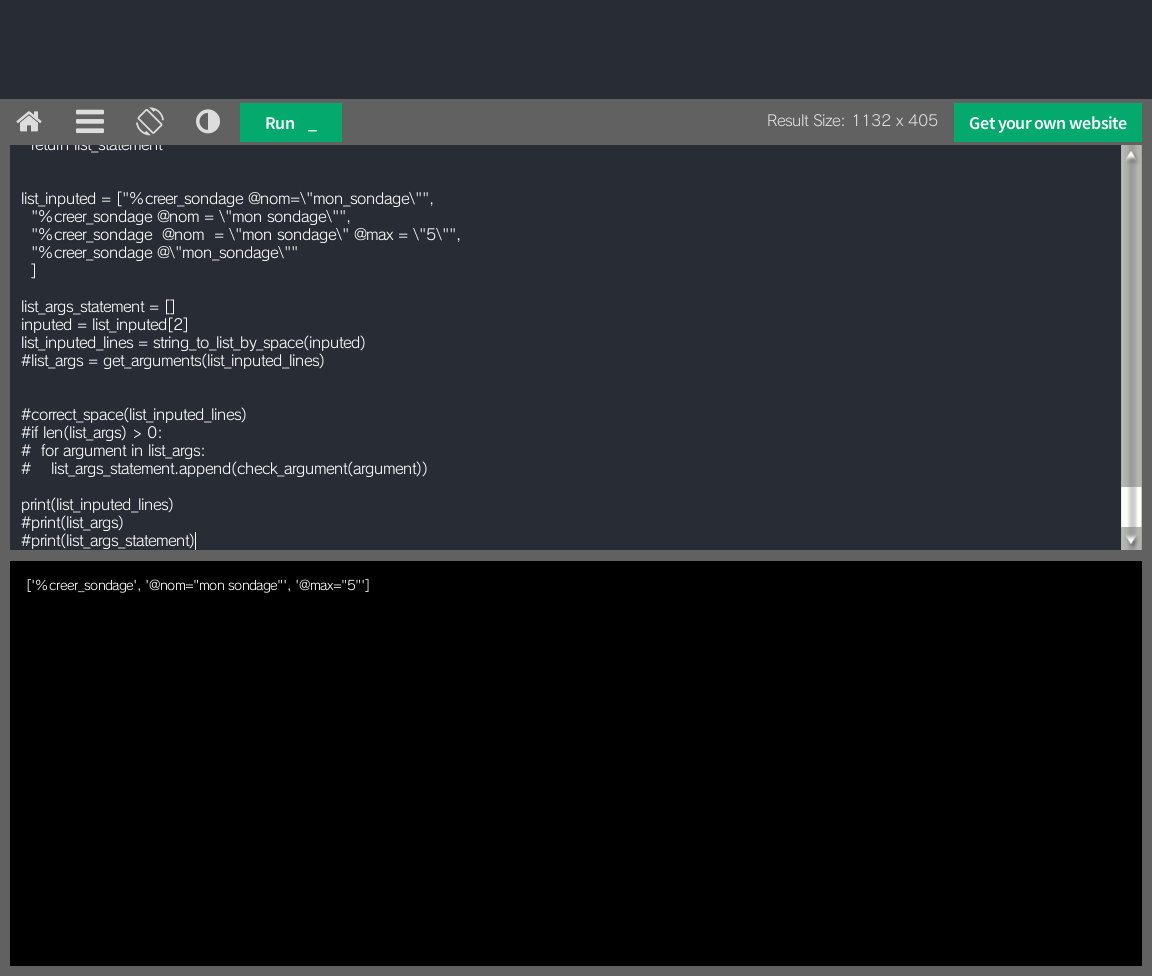 Run _
Result Size: 1132 x 405
Get your own website
return list_statement
list_inputed = ["%creer_sondage @nom=\"mon_sondage\"",
"%creer_sondage @nom = \"mon sondage\"",
"%creer_sondage  @nom  = \"mon sondage\" @max = \"5\"",
"%creer_sondage @\"mon_sondage\""
]
list_args_statement = []
inputed = list_inputed[2]
list_inputed_lines = string_to_list_by_space(inputed)
#list_args = get_arguments(list_inputed_lines)
#correct_space(list_inputed_lines)
#if len(list_args) > 0:
#  for argument in list_args:
#    list_args_statement.append(check_argument(argument))
print(list_inputed_lines)
#print(list_args)
#print(list_args_statement)
['%creer_sondage', '@nom="mon sondage"', '@max="5"']